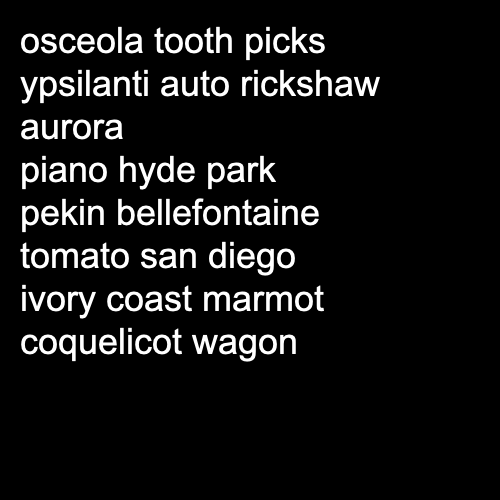 osceola tooth picks
ypsilanti auto rickshaw
aurora
piano hyde park
pekin bellefontaine
tomato san diego
ivory coast marmot
coquelicot wagon